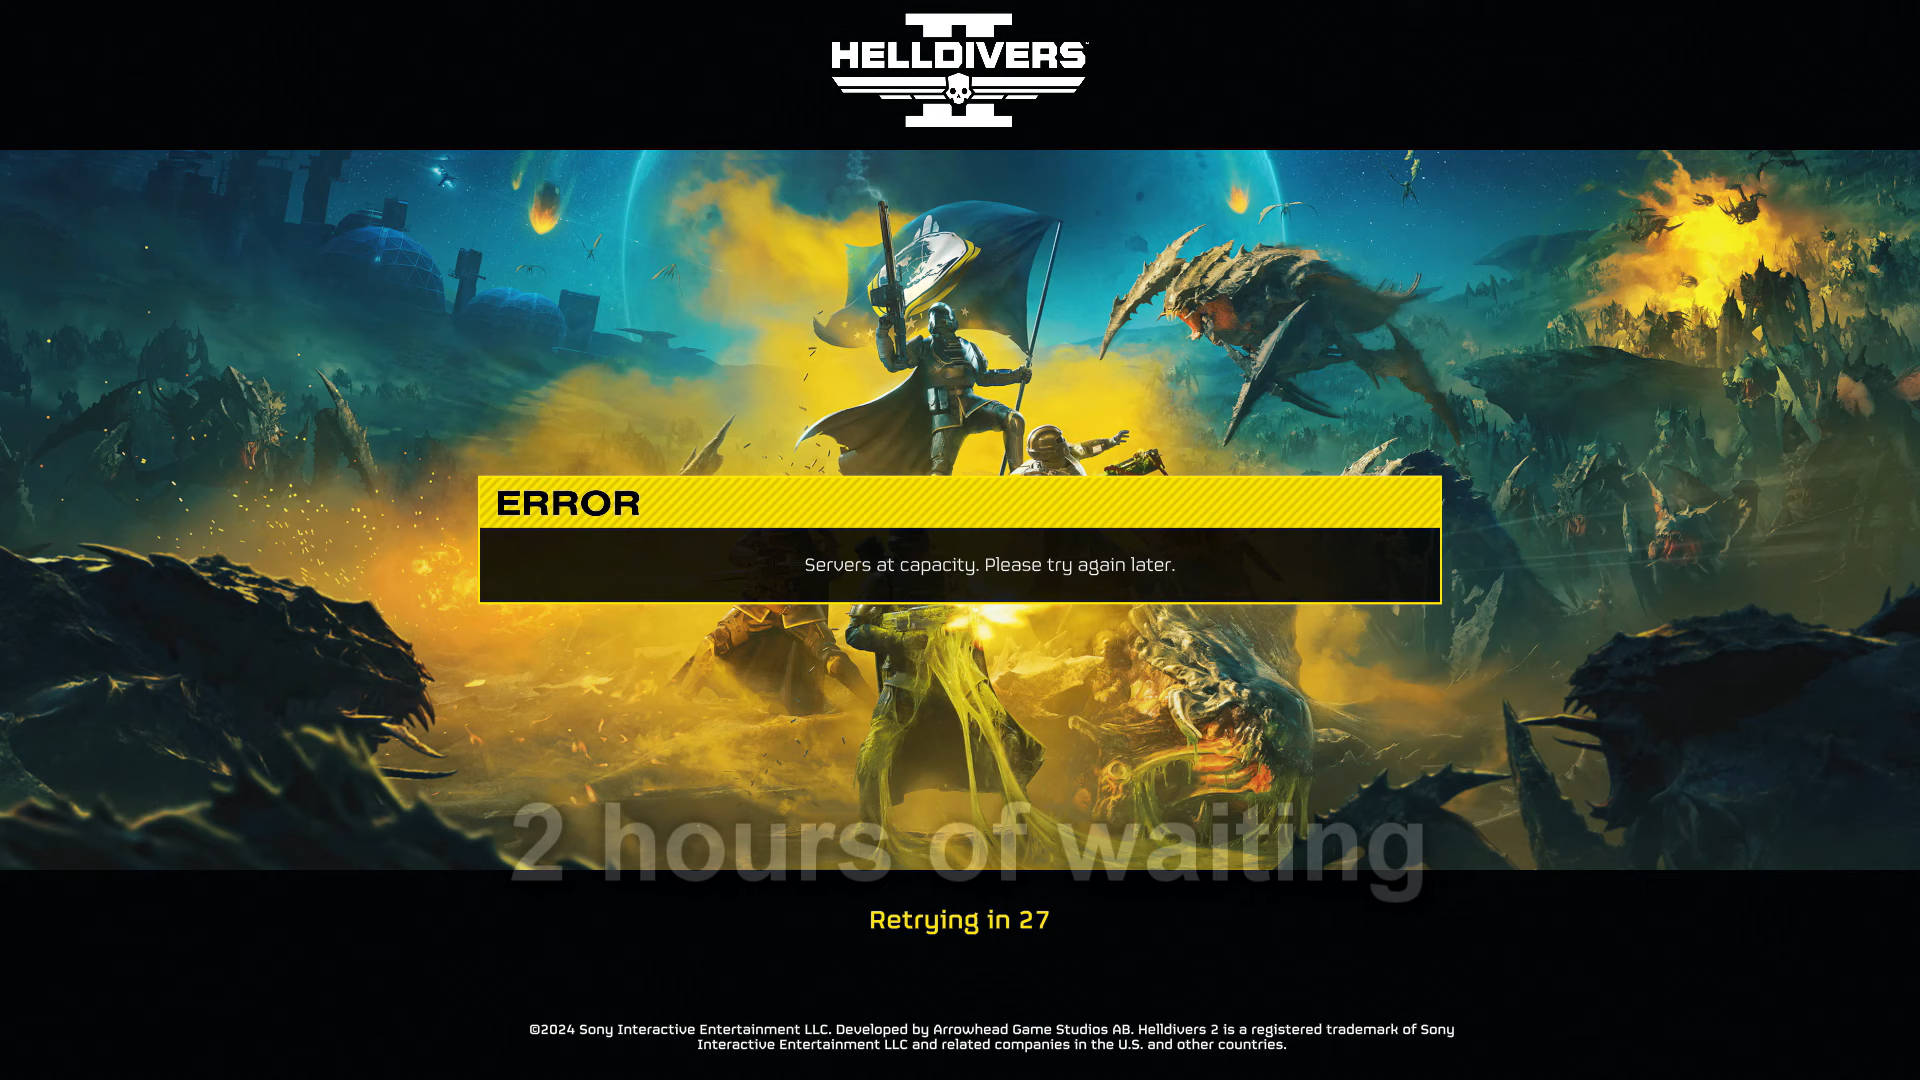 HELLDIVERS
II
ERROR
Servers at capacity. Please try again later.
2 hours of waiting
Retrying in 27
©2024 Sony Interactive Entertainment LLC. Developed by Arrowhead Game Studios AB. Helldivers 2 is a registered trademark of Sony
Interactive Entertainment LLC and related companies in the U.S. and other countries.